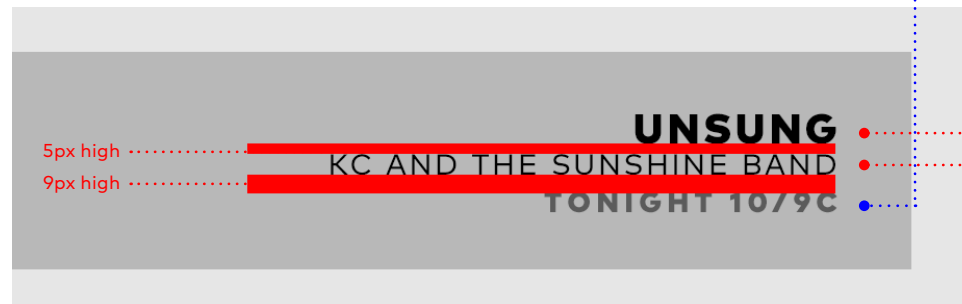 UNSUNG
5px high
KC AND THE SUNSHINE BAND
9px high
TONIGHT 10/9C